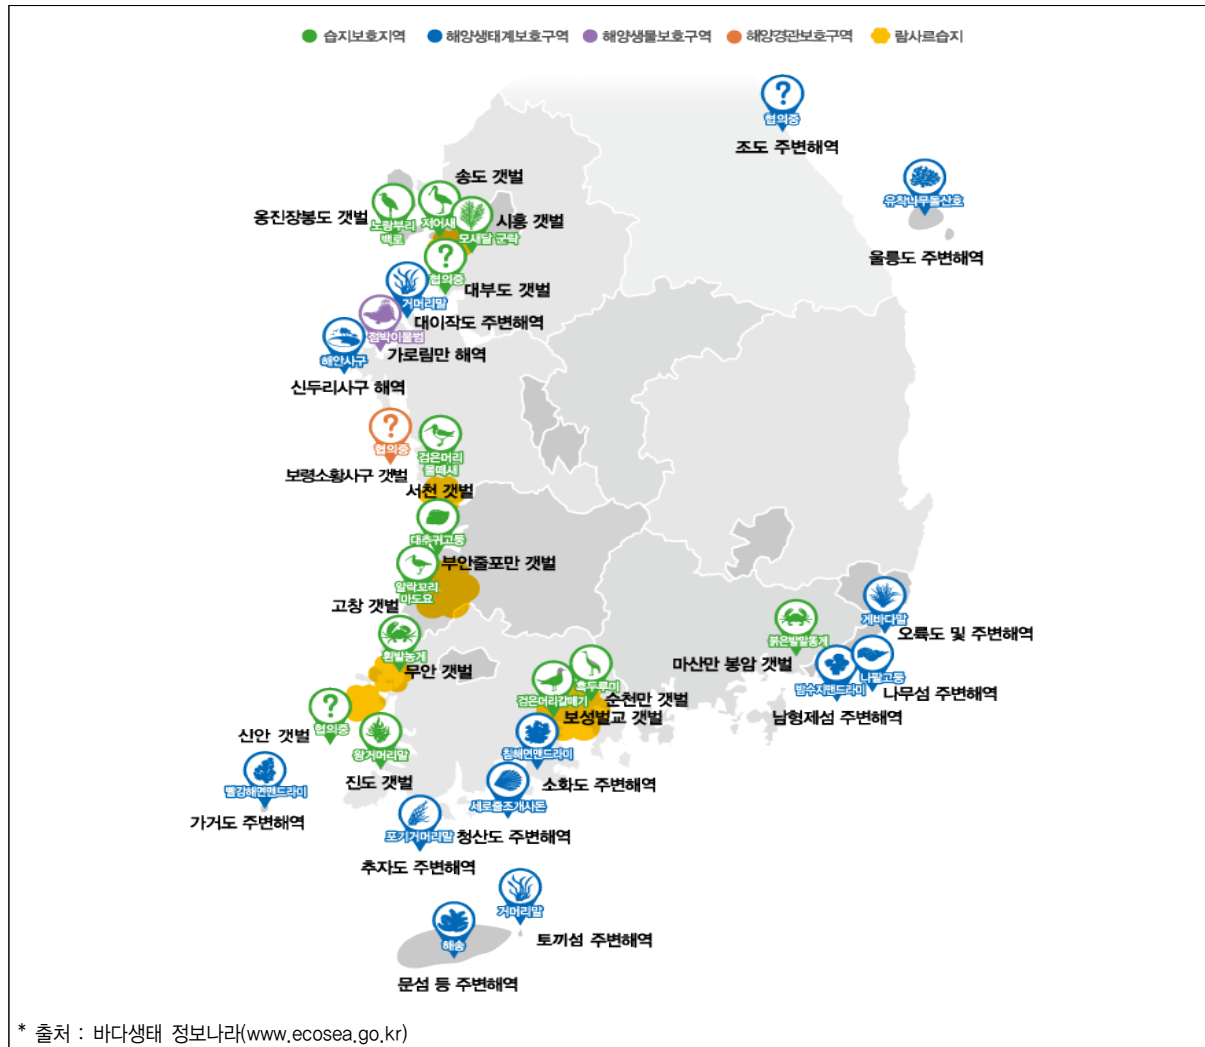 습지보호지역 해양생태계보호구역 해양생물보호구역 해양경관보호구역 람사르습지
협의중
조도 주변해역
유착나무돌산호
울릉도 주변해역
송도 갯벌
옹진장봉도 갯벌
노랑부리
백로
저어새
모새달 군락
시흥 갯벌
협의중
대부도 갯벌
거머리말
대이작도 주변해역
점박이물범
가로림만 해역
해안사구
신두리사구 해역
협의중
보령소황사구 갯벌
검은머리
물떼새
서천 갯벌
대추귀고둥
부안줄포만 갯벌
알락꼬리
마도요
고창 갯벌
흰발농게
무안 갯벌
협의중
신안 갯벌
왕거머리말
진도 갯벌
빨강해면맨드라미
가거도 주변해역
검은머리갈매기
흑두루미
순천만 갯벌
보성벌교 갯벌
침해면맨드라미
소화도 주변해역
세로줄조개사돈
청산도 주변해역
포기거머리말
추자도 주변해역
붉은발말똥게
마산만 봉암 갯벌
게바다말
오륙도 및 주변해역
밤수지맨드라미
남형제섬 주변해역
나팔고둥
나무섬 주변해역
거머리말
토끼섬 주변해역
해송
문섬 등 주변해역
* 출처 : 바다생태 정보나라(www.ecosea.go.kr)